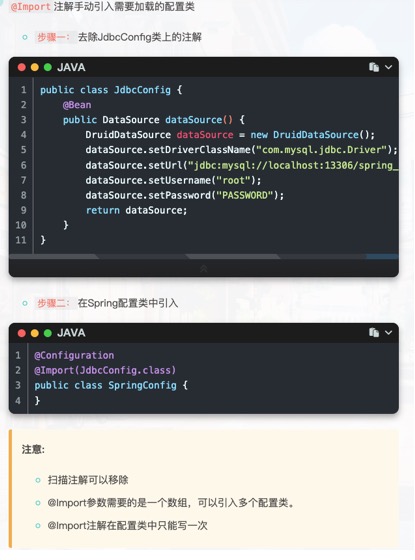 @Import 注解手动引入需要加载的配置类
步骤一： 去除JdbcConfig类上的注解
JAVA
1 public class JdbcConfig {
2 @Bean
3 public DataSource dataSource() {
4 DruidDataSource dataSource = new DruidDataSource();
5 dataSource.setDriverClassName("com.mysql.jdbc.Driver");
6 dataSource.setUrl("jdbc:mysql://localhost:13306/spring_
7 dataSource.setUsername("root");
8 dataSource.setPassword("PASSWORD");
9 return dataSource;
10 }
11 }
步骤二： 在Spring配置类中引入
JAVA
1 @Configuration
2 @Import(JdbcConfig.class)
3 public class SpringConfig {
4 }
注意:
扫描注解可以移除
@Import参数需要的是一个数组，可以引入多个配置类。
@Import注解在配置类中只能写一次